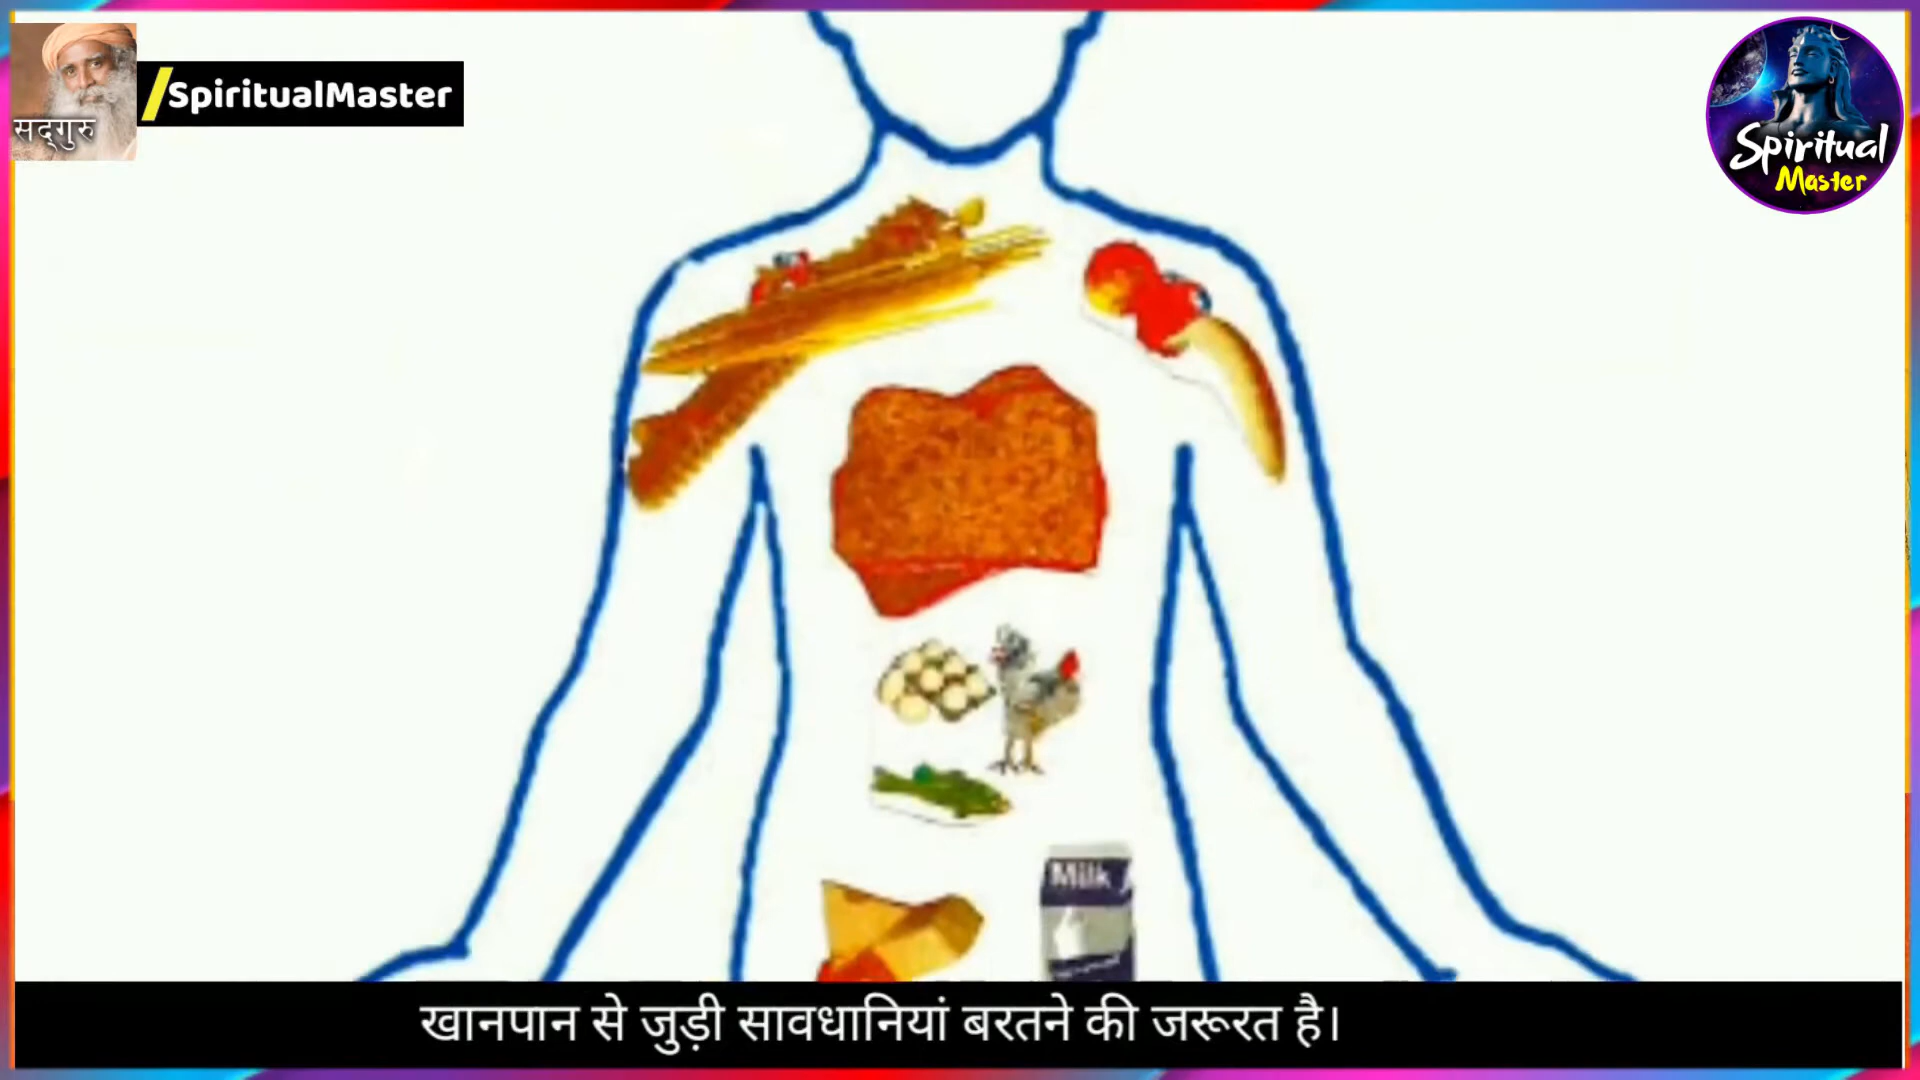 /SpiritualMaster
सद्गुरु
Spiritual
Master
Milk
खानपान से जुड़ी सावधानियां बरतने की जरूरत है।